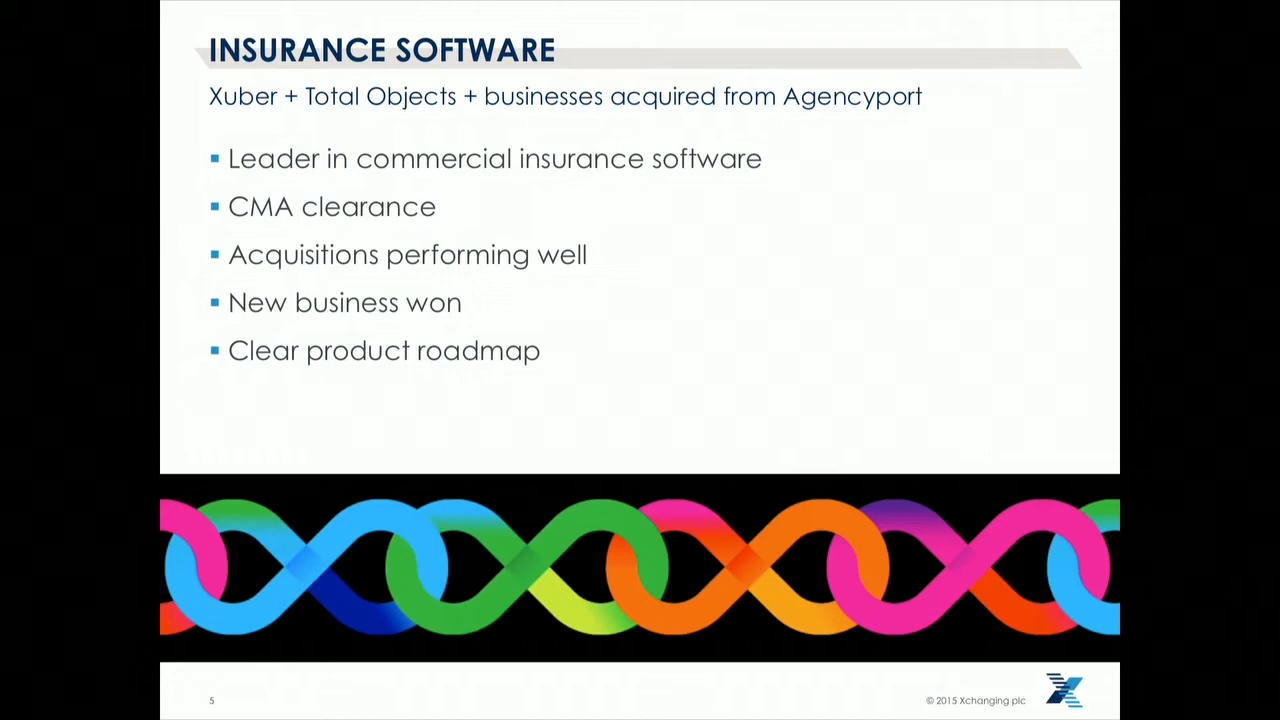 INSURANCE SOFTWARE
Xuber + Total Objects + businesses acquired from Agencyport
Leader in commercial insurance software
CMA clearance
Acquisitions performing well
New business won
Clear product roadmap
5
© 2015 Xchanging plc